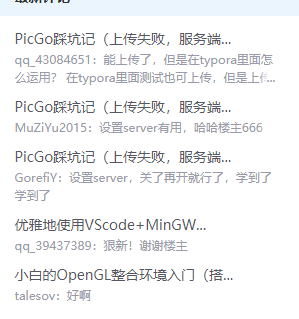 PicGo踩坑记（上传失败，服务端...
qq_43084651：能上传了，但是在typora里面怎
么运用？ 在typora里面测试也可上传，但是上传...
PicGo踩坑记（上传失败，服务端...
MuZiYu2015：设置server有用，哈哈楼主666
PicGo踩坑记（上传失败，服务端...
GorefiY：设置server，关了再开就行了，学到了
学到了
优雅地使用VScode+MinGW...
qq_39437389：狠新！谢谢楼主
小白的OpenGL整合环境入门（搭...
talesov：好啊